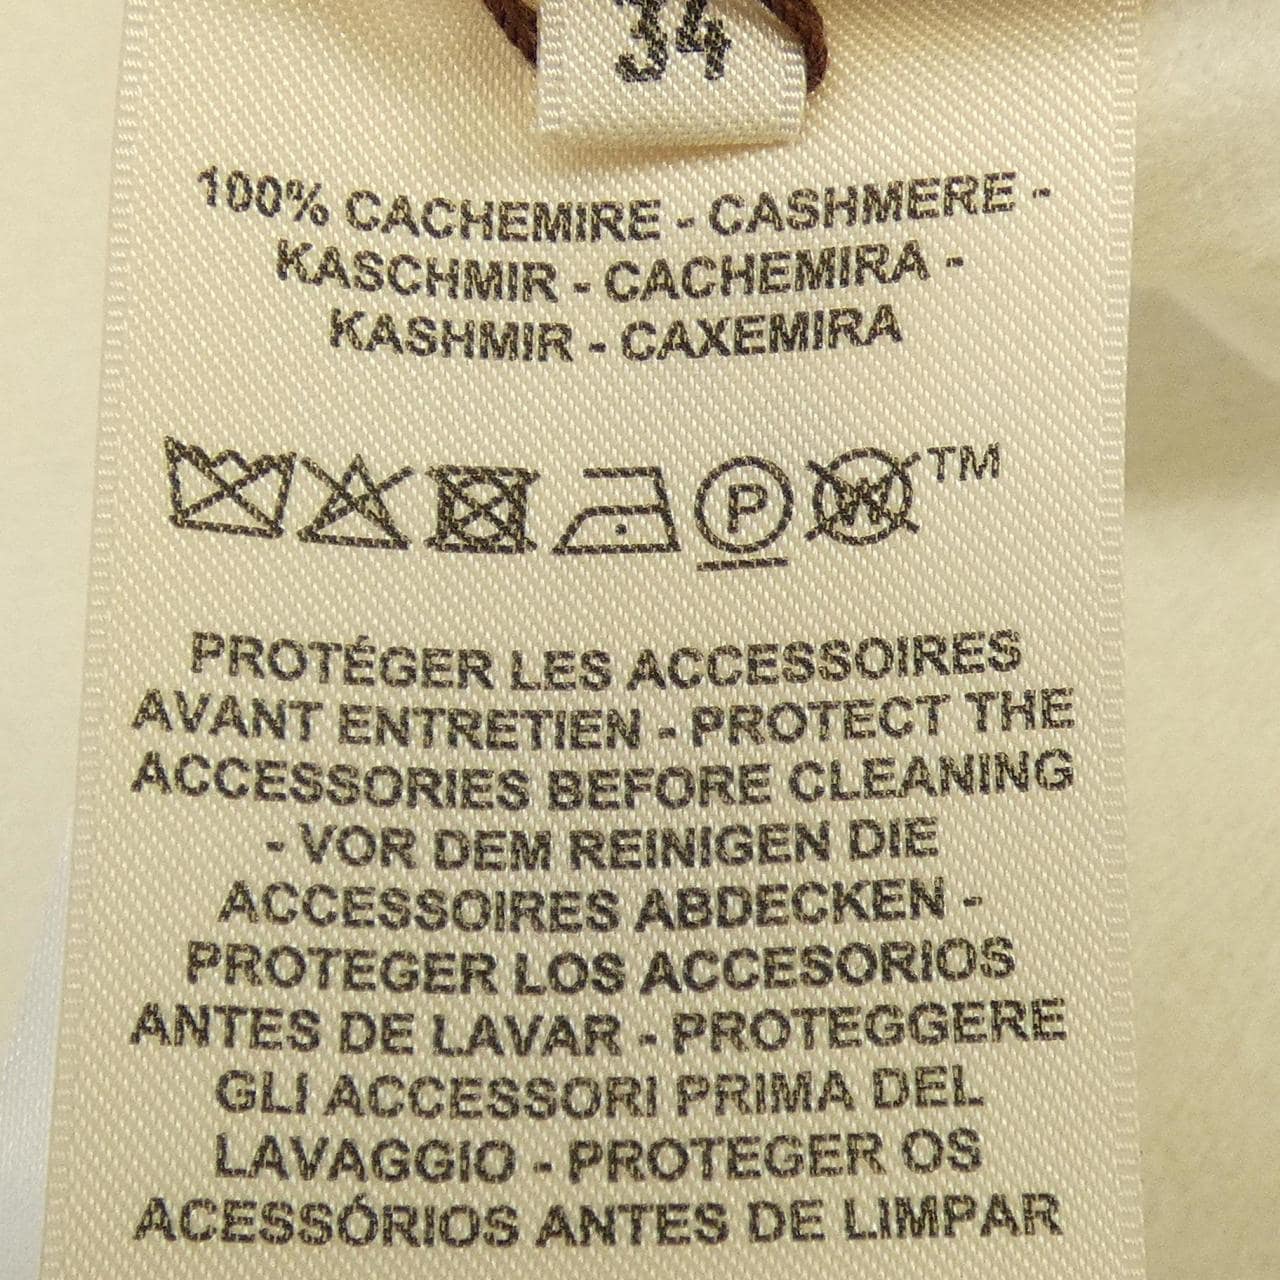 34
100% CACHEMIRE - CASHMERE -
KASCHMIR - CACHEMIRA -
KASHMIR - CAXEMIRA
P W TM
PROTÉGER LES ACCESSOIRES
AVANT ENTRETIEN - PROTECT THE
ACCESSORIES BEFORE CLEANING
- VOR DEM REINIGEN DIE
ACCESSOIRES ABDECKEN -
PROTEGER LOS ACCESORIOS
ANTES DE LAVAR - PROTEGGERE
GLI ACCESSORI PRIMA DEL
LAVAGGIO - PROTEGER OS
ACESSÓRIOS ANTES DE LIMPAR